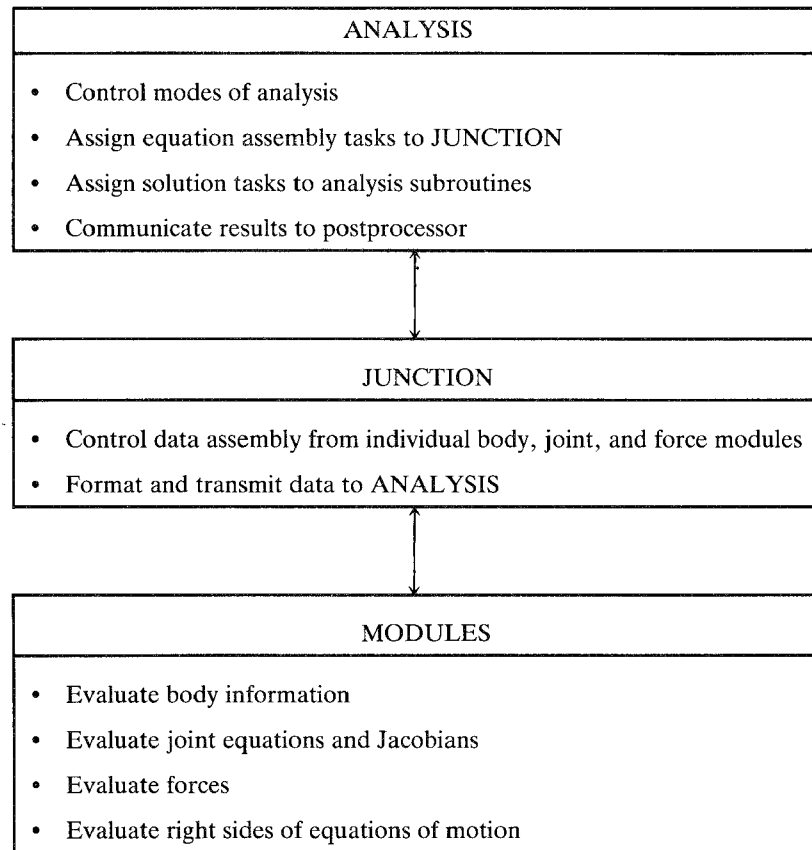 ANALYSIS
• Control modes of analysis
• Assign equation assembly tasks to JUNCTION
• Assign solution tasks to analysis subroutines
• Communicate results to postprocessor
JUNCTION
• Control data assembly from individual body, joint, and force modules
• Format and transmit data to ANALYSIS
MODULES
• Evaluate body information
• Evaluate joint equations and Jacobians
• Evaluate forces
• Evaluate right sides of equations of motion